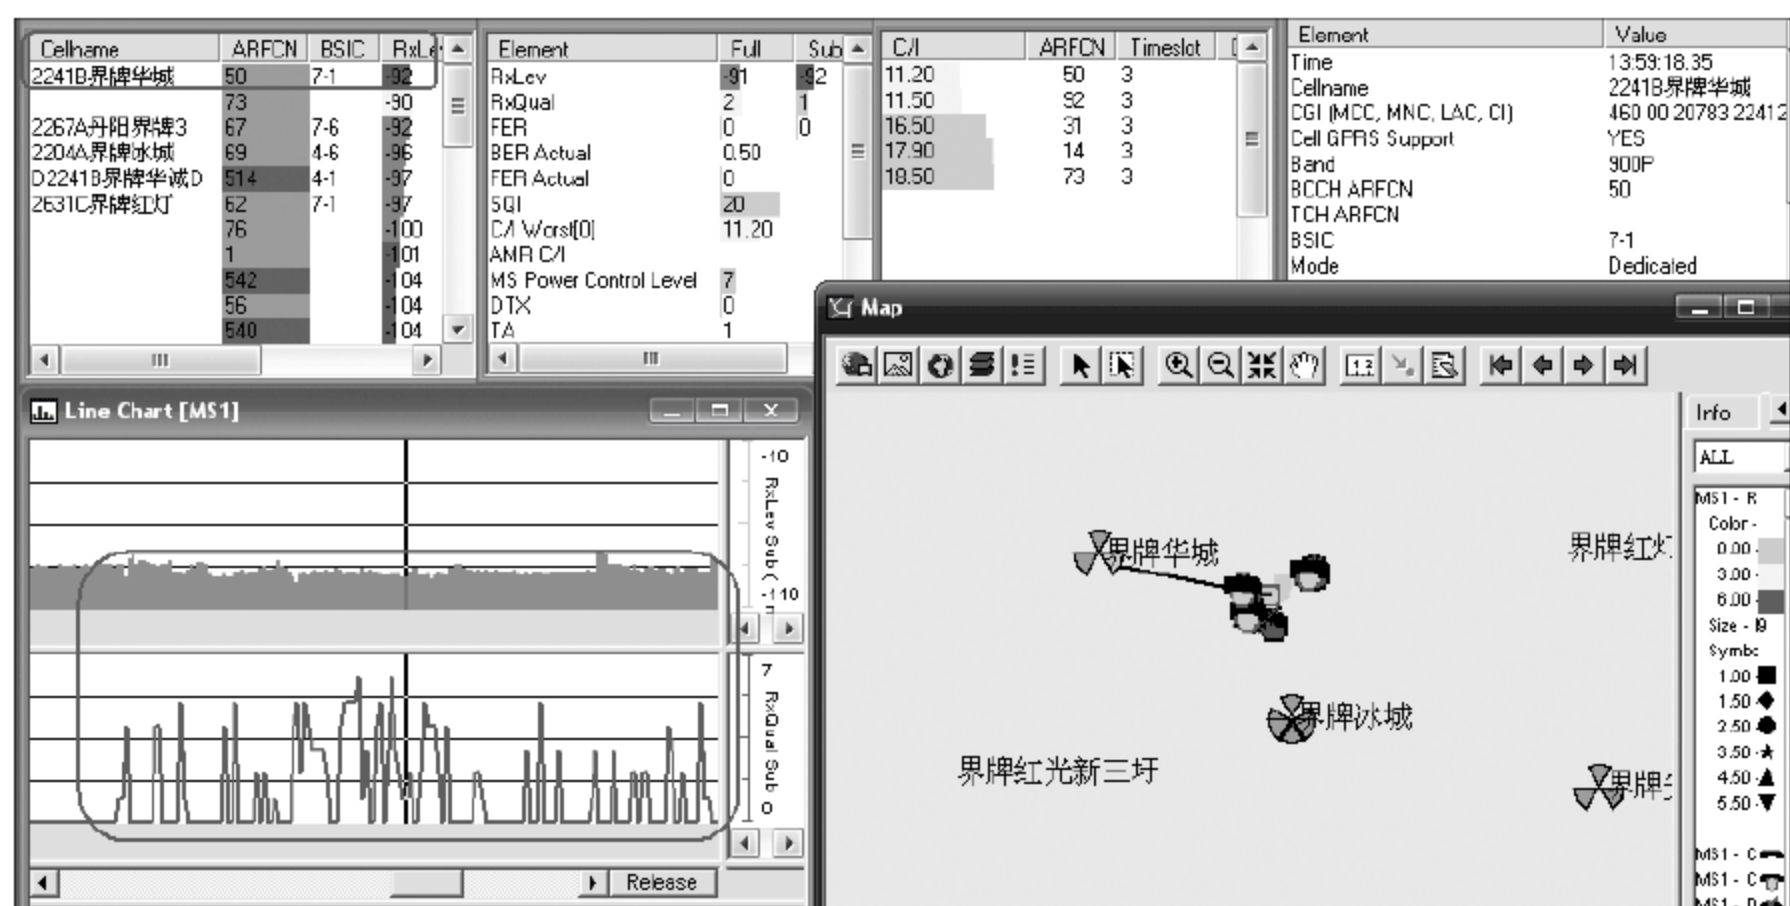 Cellname ARFCN BSIC RxLe
2241B界牌华城 50 7-1 -92
73 -90
2267A丹阳界牌3 67 7-6 -92
2204A界牌冰城 69 4-6 -96
D2241B界牌华诚D 514 4-1 -97
2631C界牌红灯 62 7-1 -97
76 -100
1 -101
542 -104
56 -104
540 -104
Element Full Sub
RxLev -91 -92
RxQual 2 1
FER 0 0
BER Actual 0.50
FER Actual 0
SQI 20
C/I Worst[0] 11.20
AMR C/I
MS Power Control Level 7
DTX 0
TA 1
C/I ARFCN Timeslot
11.20 50 3
11.50 92 3
16.50 31 3
17.90 14 3
18.50 73 3
Element Value
Time 13:59:18.35
Cellname 2241B界牌华城
CGI (MCC, MNC, LAC, CI) 460 00 20783 22412
Cell GPRS Support YES
Band 900P
BCCH ARFCN 50
TCH ARFCN
BSIC 7-1
Mode Dedicated
Line Chart [MS1]
-10
RxLev Sub (
-110
7
RxQual Sub
0
Release
Map
1.2
界牌华城
界牌红灯
界牌冰城
界牌红光新三圩
界牌
Info
ALL
MS1 - R
Color -
0.00
3.00
6.00
Size - I9
Symbc
1.00
1.50
2.50
3.50
4.50
5.50
MS1 - C
MS1 - C
MS1 - D